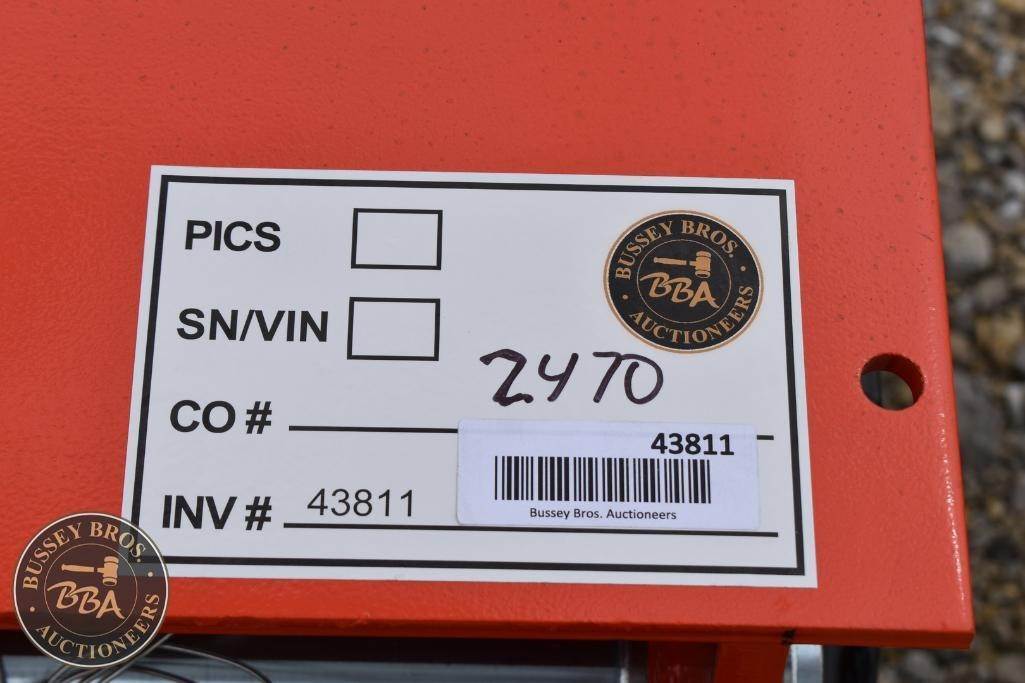 PICS
BUSSEY BROS.
BBA
AUCTIONEERS
SN/VIN
2470
CO #
43811
INV # 43811
Bussey Bros. Auctioneers
BUSSEY BROS.
BBA
AUCTIONEERS